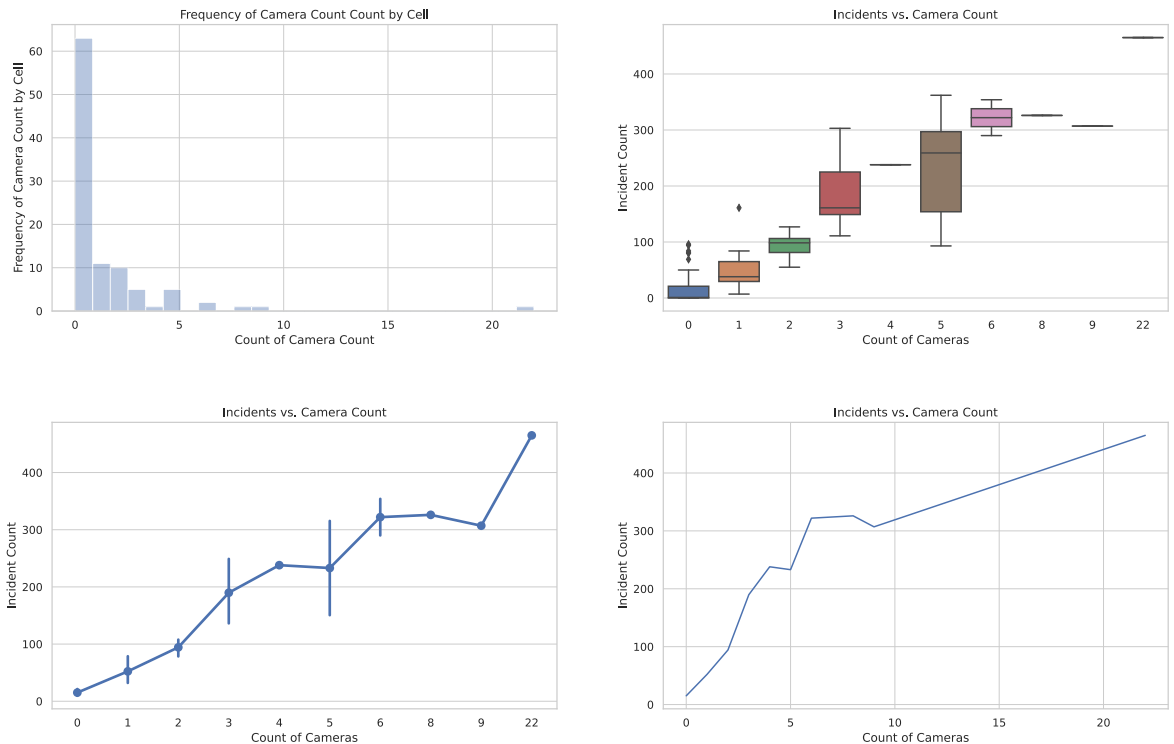 Frequency of Camera Count Count by Cell
Frequency of Camera Count by Cell
60
50
40
30
20
10
0
0 5 10 15 20
Count of Camera Count
Incidents vs. Camera Count
Incident Count
400
300
200
100
0
0 1 2 3 4 5 6 8 9 22
Count of Cameras
Incidents vs. Camera Count
Incident Count
400
300
200
100
0
0 1 2 3 4 5 6 8 9 22
Count of Cameras
Incidents vs. Camera Count
Incident Count
400
300
200
100
0
0 5 10 15 20
Count of Cameras